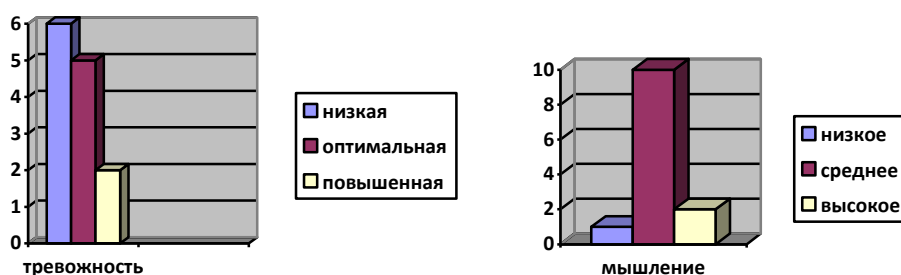 6
5
4
3
2
1
0
тревожность
низкая
оптимальная
повышенная
10
8
6
4
2
0
мышление
низкое
среднее
высокое